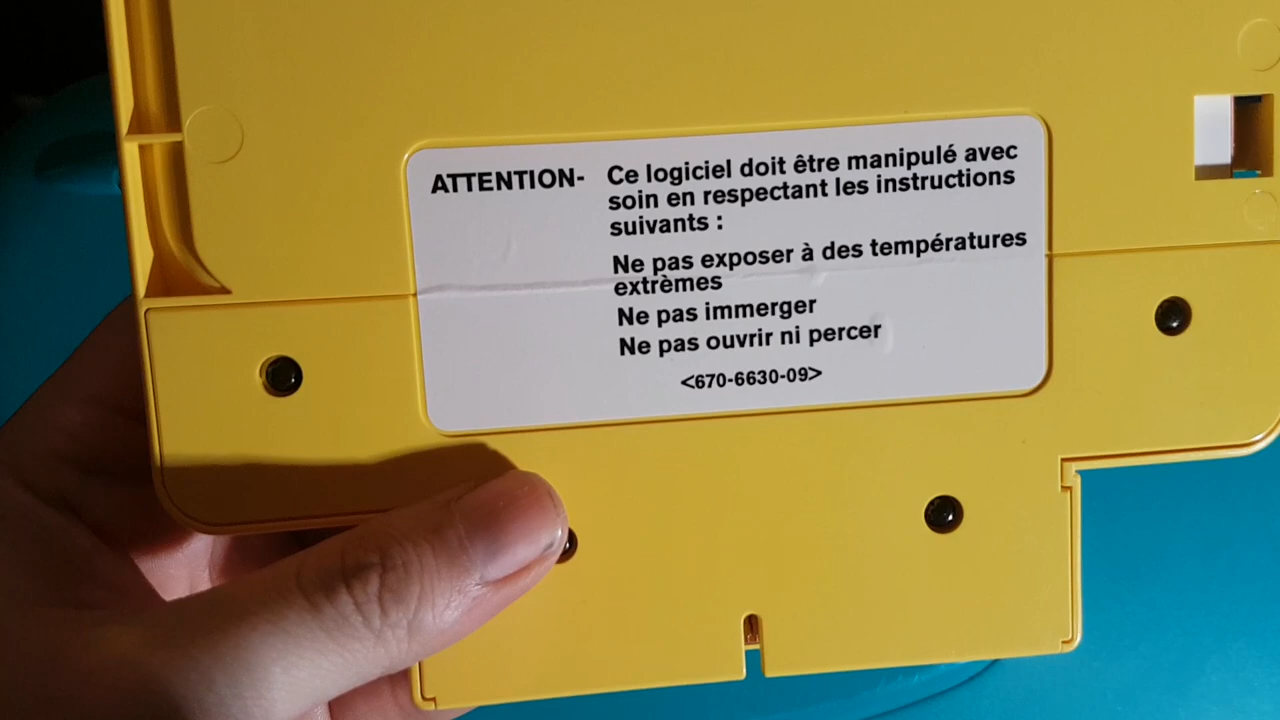 ATTENTION- Ce logiciel doit être manipulé avec
soin en respectant les instructions
suivants :
Ne pas exposer à des températures
extrèmes
Ne pas immerger
Ne pas ouvrir ni percer
<670-6630-09>